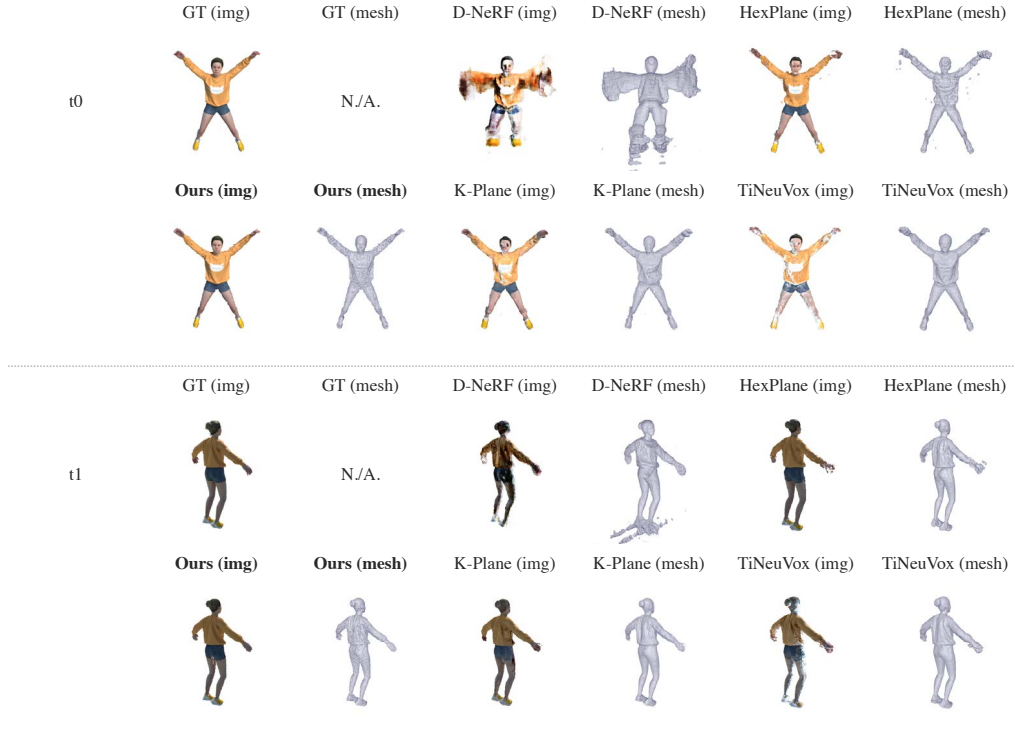 GT (img) GT (mesh) D-NeRF (img) D-NeRF (mesh) HexPlane (img) HexPlane (mesh)
t0 N./A.
Ours (img) Ours (mesh) K-Plane (img) K-Plane (mesh) TiNeuVox (img) TiNeuVox (mesh)
GT (img) GT (mesh) D-NeRF (img) D-NeRF (mesh) HexPlane (img) HexPlane (mesh)
t1 N./A.
Ours (img) Ours (mesh) K-Plane (img) K-Plane (mesh) TiNeuVox (img) TiNeuVox (mesh)